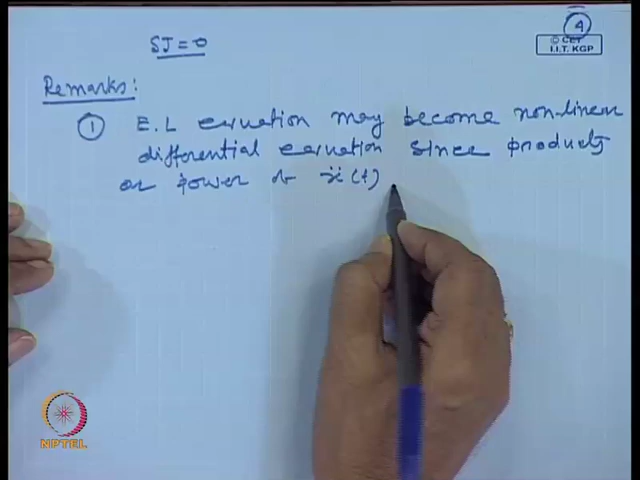 4
© CET
I.I.T. KGP
δJ = 0
Remarks:
① E.L equation may become non-linear
differential equation since products
or power of ẍ(t)
NPTEL